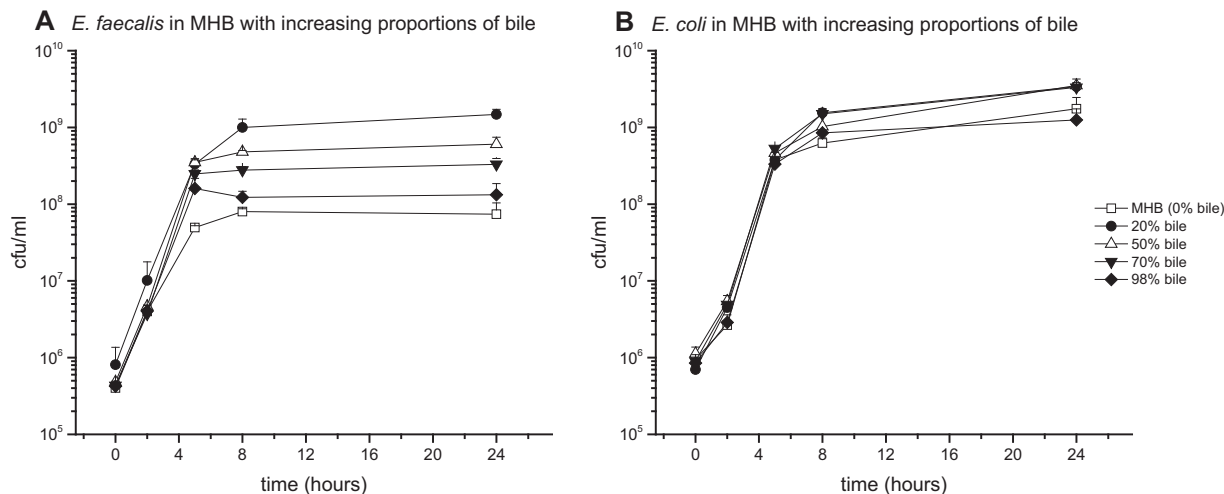 A E. faecalis in MHB with increasing proportions of bile
10^10
10^9
10^8
10^7
10^6
10^5
cfu/ml
0 4 8 12 16 20 24
time (hours)
B E. coli in MHB with increasing proportions of bile
10^10
10^9
10^8
10^7
10^6
10^5
cfu/ml
0 4 8 12 16 20 24
time (hours)
MHB (0% bile)
20% bile
50% bile
70% bile
98% bile